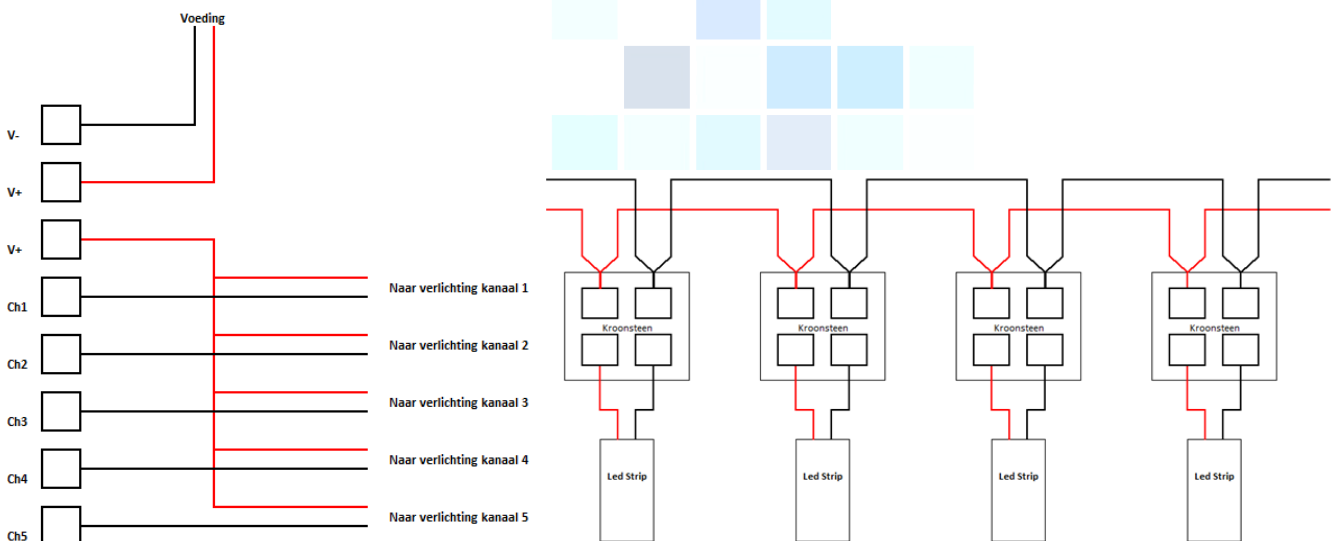 Voeding
V-
V+
V+
Ch1
Naar verlichting kanaal 1
Ch2
Naar verlichting kanaal 2
Ch3
Naar verlichting kanaal 3
Ch4
Naar verlichting kanaal 4
Ch5
Naar verlichting kanaal 5
Kroonsteen
Kroonsteen
Kroonsteen
Kroonsteen
Led Strip
Led Strip
Led Strip
Led Strip